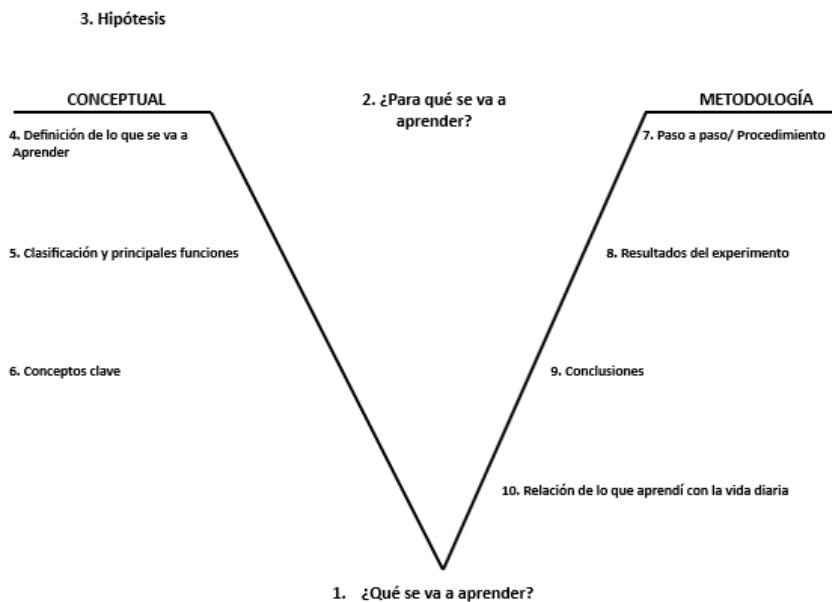 3. Hipótesis
CONCEPTUAL
2. ¿Para qué se va a
aprender?
METODOLOGÍA
4. Definición de lo que se va a
Aprender
7. Paso a paso/ Procedimiento
5. Clasificación y principales funciones
8. Resultados del experimento
6. Conceptos clave
9. Conclusiones
10. Relación de lo que aprendí con la vida diaria
1. ¿Qué se va a aprender?